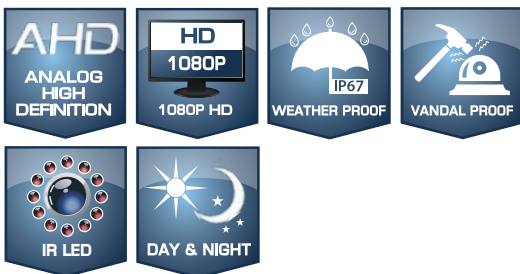 AHD
ANALOG
HIGH
DEFINITION
HD
1080P
1080P HD
IP67
WEATHER PROOF
VANDAL PROOF
IR LED
DAY & NIGHT